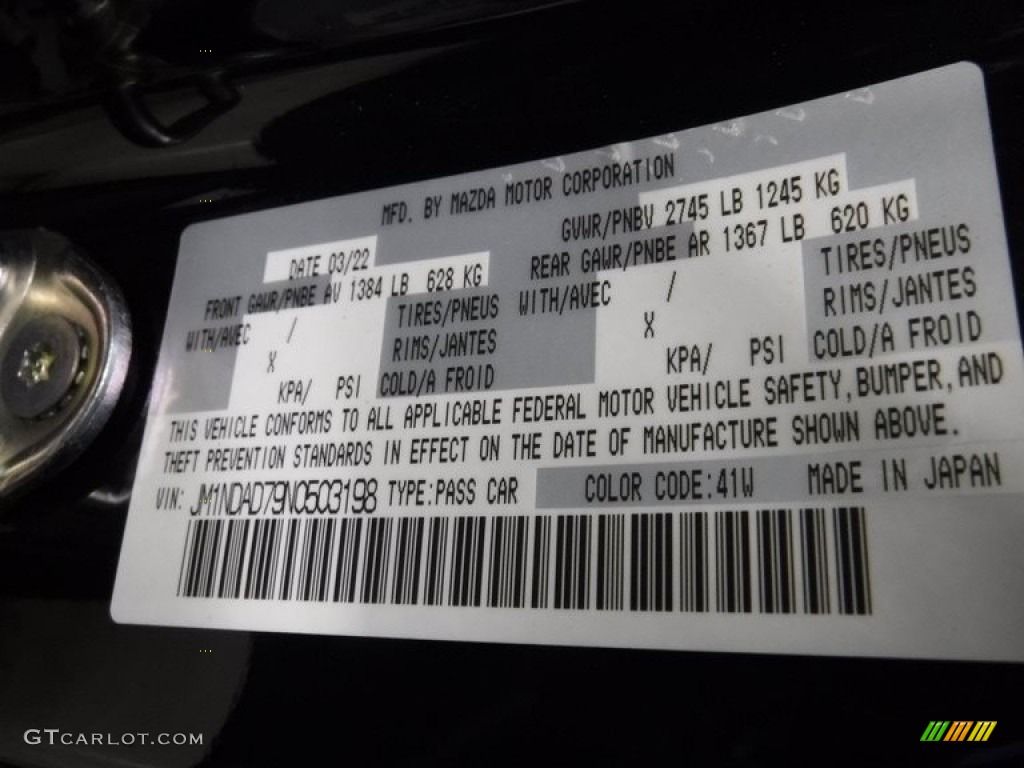 MFD. BY MAZDA MOTOR CORPORATION
DATE 03/22 GVWR/PNBV 2745 LB 1245 KG
FRONT GAWR/PNBE AV 1384 LB 628 KG REAR GAWR/PNBE AR 1367 LB 620 KG
WITH/AVEC / TIRES/PNEUS WITH/AVEC / TIRES/PNEUS
X RIMS/JANTES X RIMS/JANTES
KPA/ PSI COLD/A FROID KPA/ PSI COLD/A FROID
THIS VEHICLE CONFORMS TO ALL APPLICABLE FEDERAL MOTOR VEHICLE SAFETY, BUMPER, AND
THEFT PREVENTION STANDARDS IN EFFECT ON THE DATE OF MANUFACTURE SHOWN ABOVE.
VIN: JM1NDAD79N0503198 TYPE:PASS CAR COLOR CODE:41W MADE IN JAPAN
GTCARLOT.COM